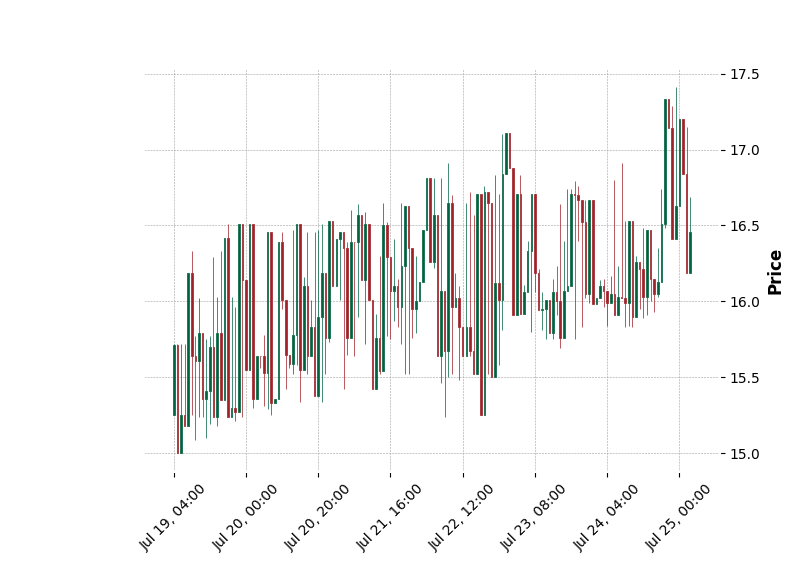 17.5
17.0
16.5
16.0
15.5
15.0
Price
Jul 19, 04:00
Jul 20, 00:00
Jul 20, 20:00
Jul 21, 16:00
Jul 22, 12:00
Jul 23, 08:00
Jul 24, 04:00
Jul 25, 00:00